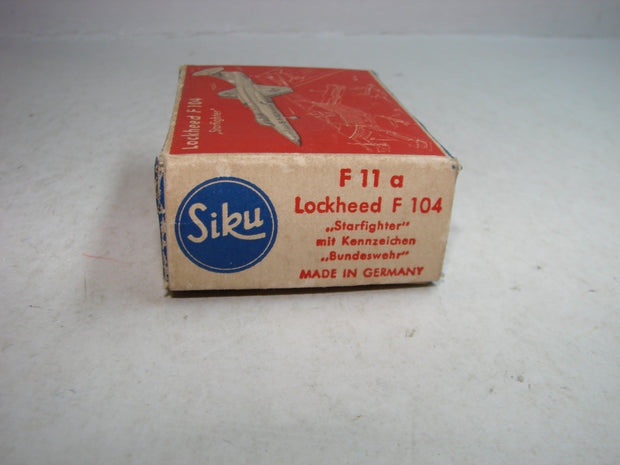 Lockheed F 104
„Starfighter"
Siku
F 11 a
Lockheed F 104
„Starfighter"
mit Kennzeichen
„Bundeswehr"
MADE IN GERMANY